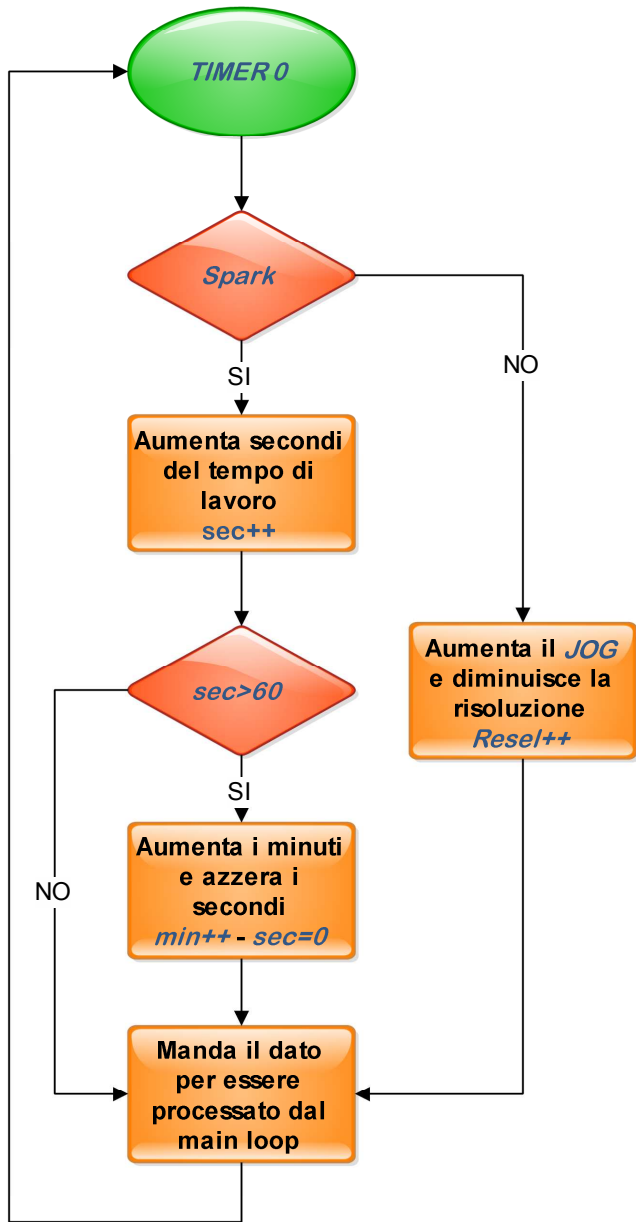 TIMER 0
Spark
SI
NO
Aumenta secondi
del tempo di
lavoro
sec++
sec>60
Aumenta il JOG
e diminuisce la
risoluzione
Resel++
SI
NO
Aumenta i minuti
e azzera i
secondi
min++ - sec=0
Manda il dato
per essere
processato dal
main loop